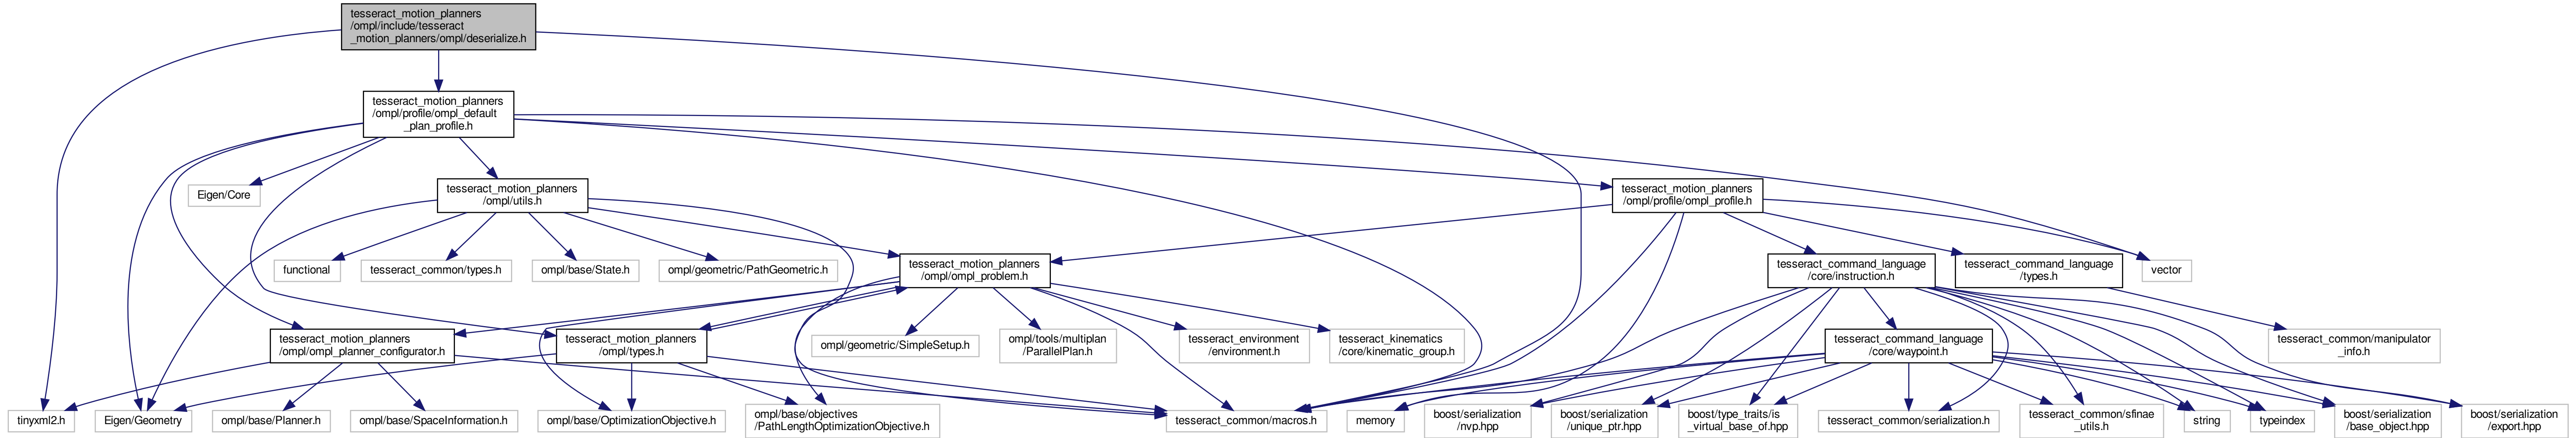 tesseract_motion_planners
/ompl/include/tesseract
_motion_planners/ompl/deserialize.h
tesseract_motion_planners
/ompl/profile/ompl_default
_plan_profile.h
Eigen/Core
tesseract_motion_planners
/ompl/utils.h
tesseract_motion_planners
/ompl/profile/ompl_profile.h
functional
tesseract_common/types.h
ompl/base/State.h
ompl/geometric/PathGeometric.h
tesseract_motion_planners
/ompl/ompl_problem.h
tesseract_command_language
/core/instruction.h
tesseract_command_language
/types.h
vector
tesseract_motion_planners
/ompl/ompl_planner_configurator.h
tesseract_motion_planners
/ompl/types.h
ompl/geometric/SimpleSetup.h
ompl/tools/multiplan
/ParallelPlan.h
tesseract_environment
/environment.h
tesseract_kinematics
/core/kinematic_group.h
tesseract_command_language
/core/waypoint.h
tesseract_common/manipulator
_info.h
tinyxml2.h
Eigen/Geometry
ompl/base/Planner.h
ompl/base/SpaceInformation.h
ompl/base/OptimizationObjective.h
ompl/base/objectives
/PathLengthOptimizationObjective.h
tesseract_common/macros.h
memory
boost/serialization
/nvp.hpp
boost/serialization
/unique_ptr.hpp
boost/type_traits/is
_virtual_base_of.hpp
tesseract_common/serialization.h
tesseract_common/sfinae
_utils.h
string
typeindex
boost/serialization
/base_object.hpp
boost/serialization
/export.hpp